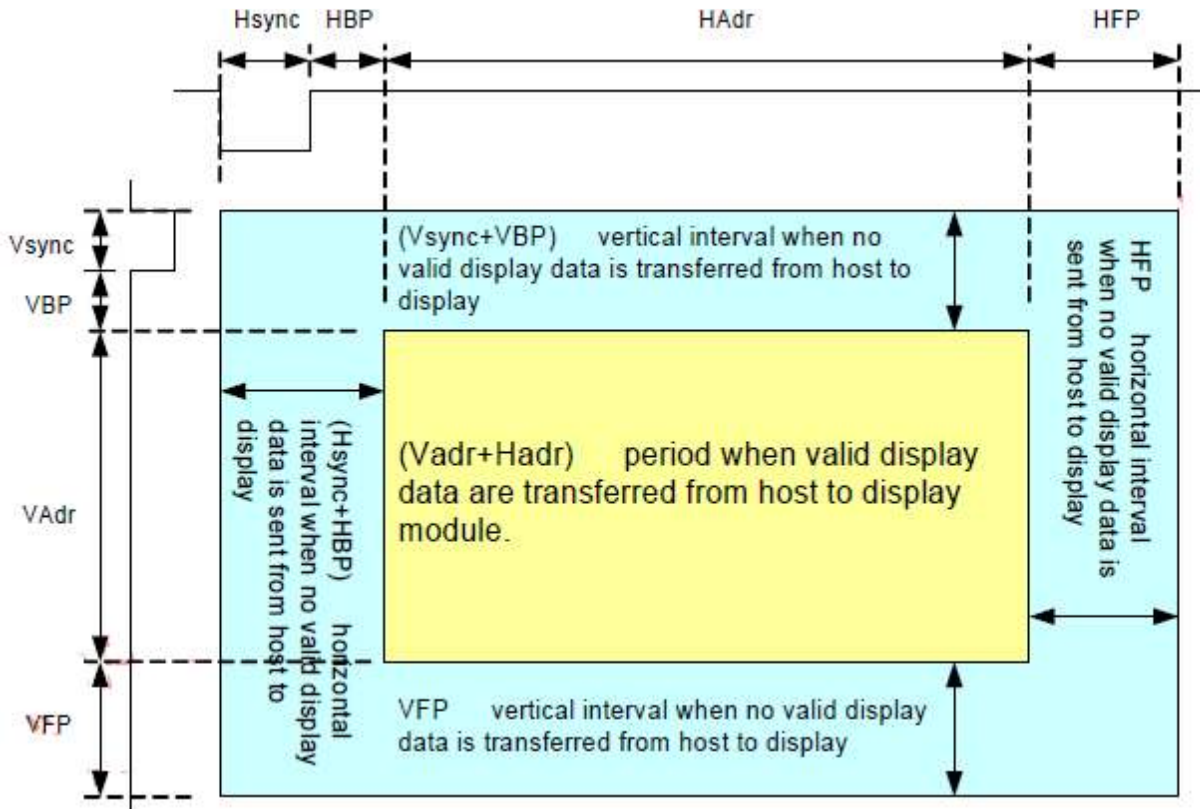 Hsync HBP HAdr HFP
Vsync
VBP
VAdr
VFP
(Vsync+VBP) vertical interval when no
valid display data is transferred from host to
display
HFP horizontal interval
when no valid display data is
sent from host to display
(Hsync+HBP) horizontal
interval when no valid display
data is sent from host to
display
(Vadr+Hadr) period when valid display
data are transferred from host to display
module.
VFP vertical interval when no valid display
data is transferred from host to display